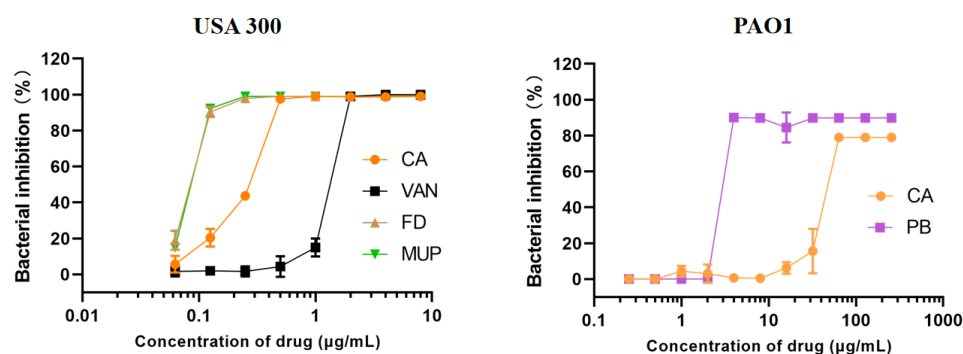 USA 300
PAO1
Bacterial inhibition (%)
120
100
80
60
40
20
0
0.1
1
10
Concentration of drug (μg/mL)
CA
VAN
FD
MUP
Bacterial inhibition (%)
120
100
80
60
40
20
0
0.1
1
10
100
1000
Concentration of drug (μg/mL)
CA
PB